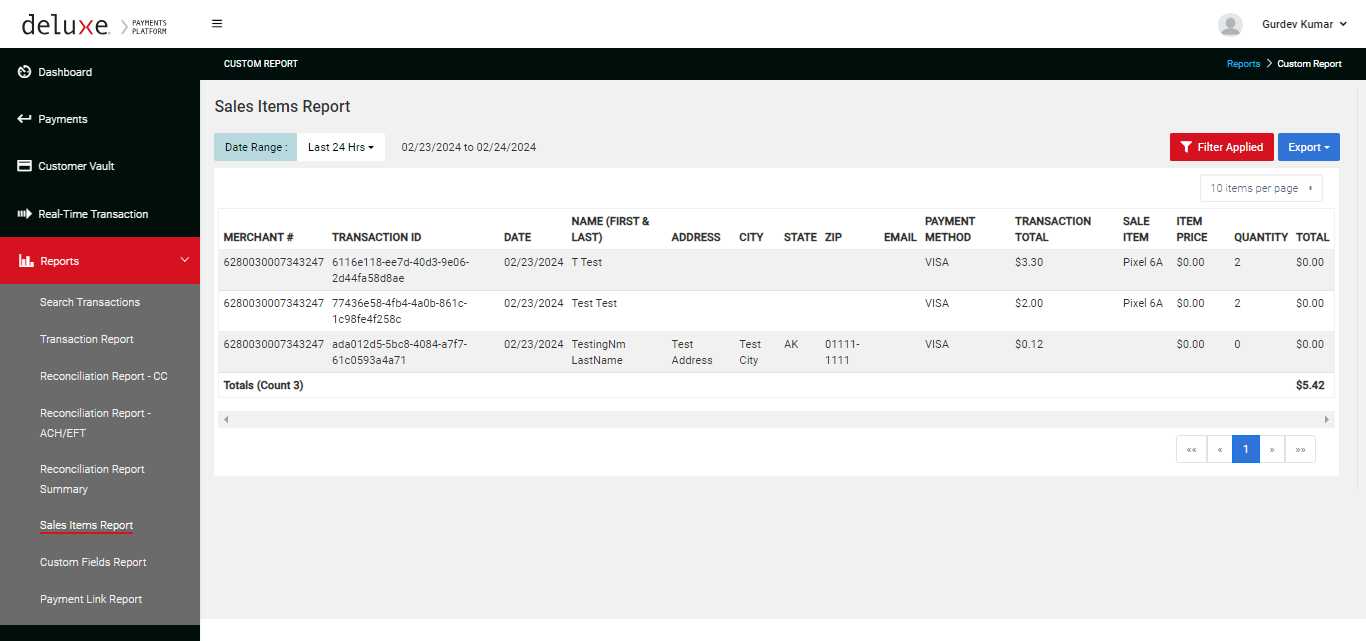 deluxe. PAYMENTS PLATFORM
Gurdev Kumar
CUSTOM REPORT
Reports > Custom Report
Dashboard
Payments
Customer Vault
Real-Time Transaction
Reports
Search Transactions
Transaction Report
Reconciliation Report - CC
Reconciliation Report -
ACH/EFT
Reconciliation Report
Summary
Sales Items Report
Custom Fields Report
Payment Link Report
Sales Items Report
Date Range : Last 24 Hrs 02/23/2024 to 02/24/2024 Filter Applied Export
10 items per page
NAME (FIRST & PAYMENT TRANSACTION SALE ITEM
MERCHANT # TRANSACTION ID DATE LAST) ADDRESS CITY STATE ZIP EMAIL METHOD TOTAL ITEM PRICE QUANTITY TOTAL
6280030007343247 6116e118-ee7d-40d3-9e06- 02/23/2024 T Test VISA $3.30 Pixel 6A $0.00 2 $0.00
2d44fa58d8ae
6280030007343247 77436e58-4fb4-4a0b-861c- 02/23/2024 Test Test VISA $2.00 Pixel 6A $0.00 2 $0.00
1c98fe4f258c
6280030007343247 ada012d5-5bc8-4084-a7f7- 02/23/2024 TestingNm Test Test AK 01111- VISA $0.12 $0.00 0 $0.00
61c0593a4a71 LastName Address City 1111
Totals (Count 3) $5.42
«« « 1 » »»